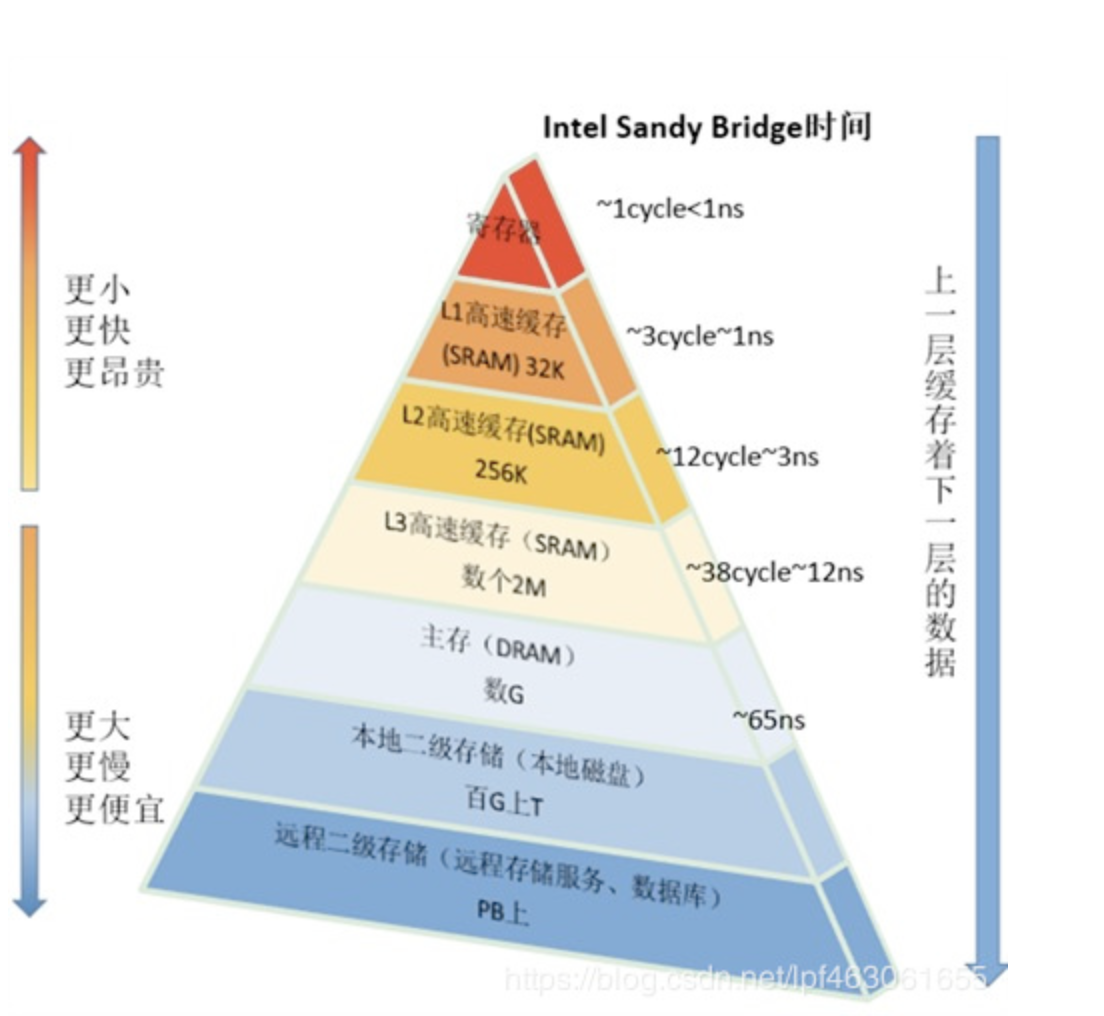 Intel Sandy Bridge时间
寄存器
~1cycle<1ns
L1高速缓存
(SRAM) 32K
~3cycle~1ns
L2高速缓存(SRAM)
256K
~12cycle~3ns
L3高速缓存（SRAM）
数个2M
~38cycle~12ns
主存（DRAM）
数G
~65ns
本地二级存储（本地磁盘）
百G上T
远程二级存储（远程存储服务、数据库）
PB上
更小
更快
更昂贵
更大
更慢
更便宜
上一层缓存着下一层的数据
https://blog.csdn.net/lpf463061655